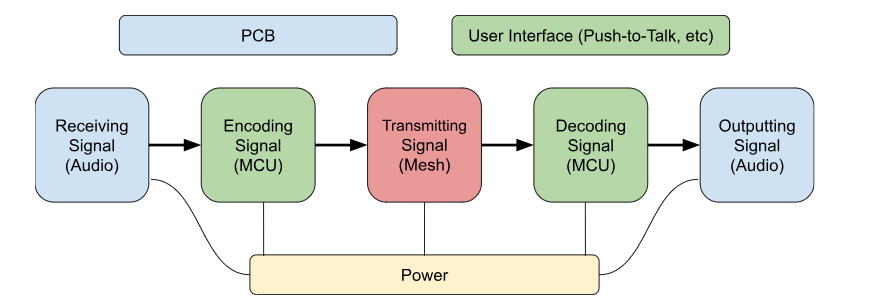 PCB
User Interface (Push-to-Talk, etc)
Receiving
Signal
(Audio)
Encoding
Signal
(MCU)
Transmitting
Signal
(Mesh)
Decoding
Signal
(MCU)
Outputting
Signal
(Audio)
Power